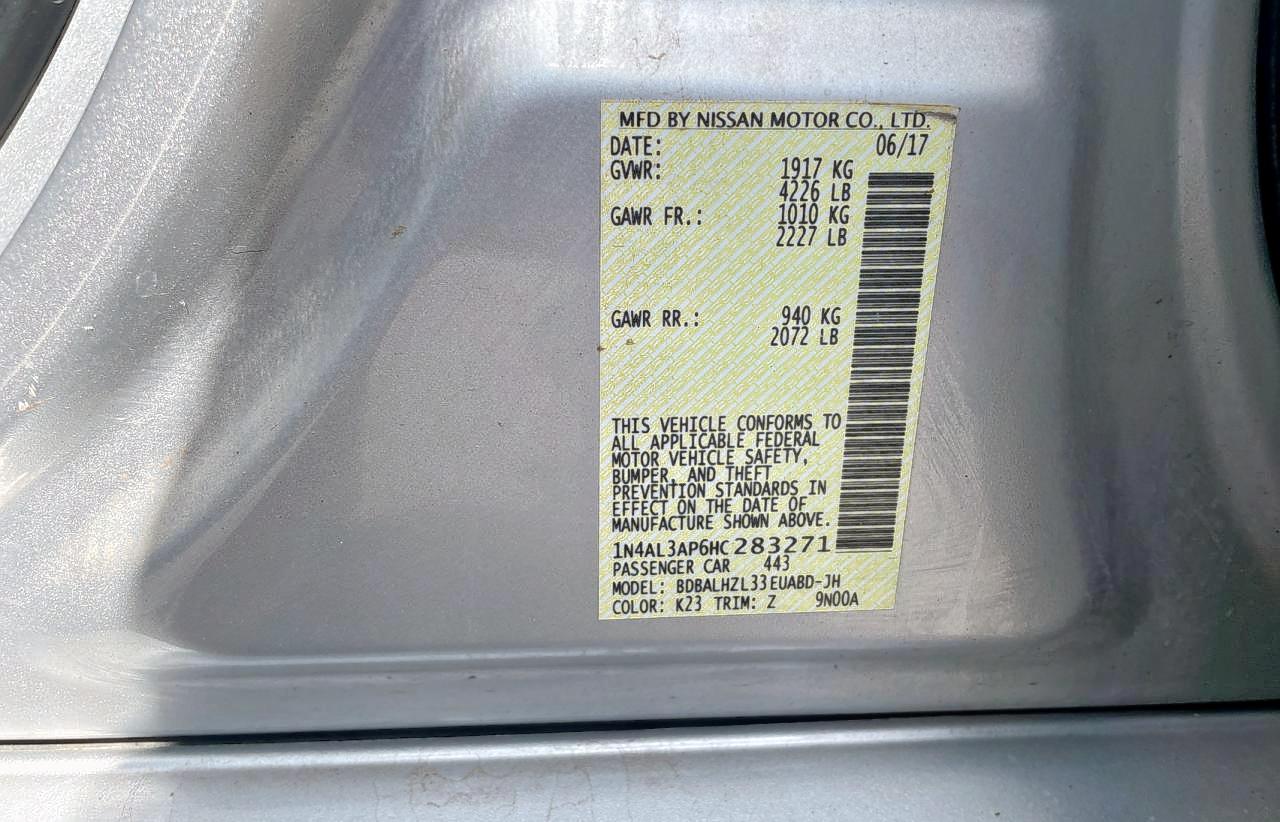 MFD BY NISSAN MOTOR CO., LTD.
DATE: 06/17
GVWR: 1917 KG
4226 LB
GAWR FR.: 1010 KG
2227 LB
GAWR RR.: 940 KG
2072 LB
THIS VEHICLE CONFORMS TO
ALL APPLICABLE FEDERAL
MOTOR VEHICLE SAFETY,
BUMPER, AND THEFT
PREVENTION STANDARDS IN
EFFECT ON THE DATE OF
MANUFACTURE SHOWN ABOVE.
1N4AL3AP6HC283271
PASSENGER CAR 443
MODEL: BDBALHZL33EUABD-JH
COLOR: K23 TRIM: Z 9N00A